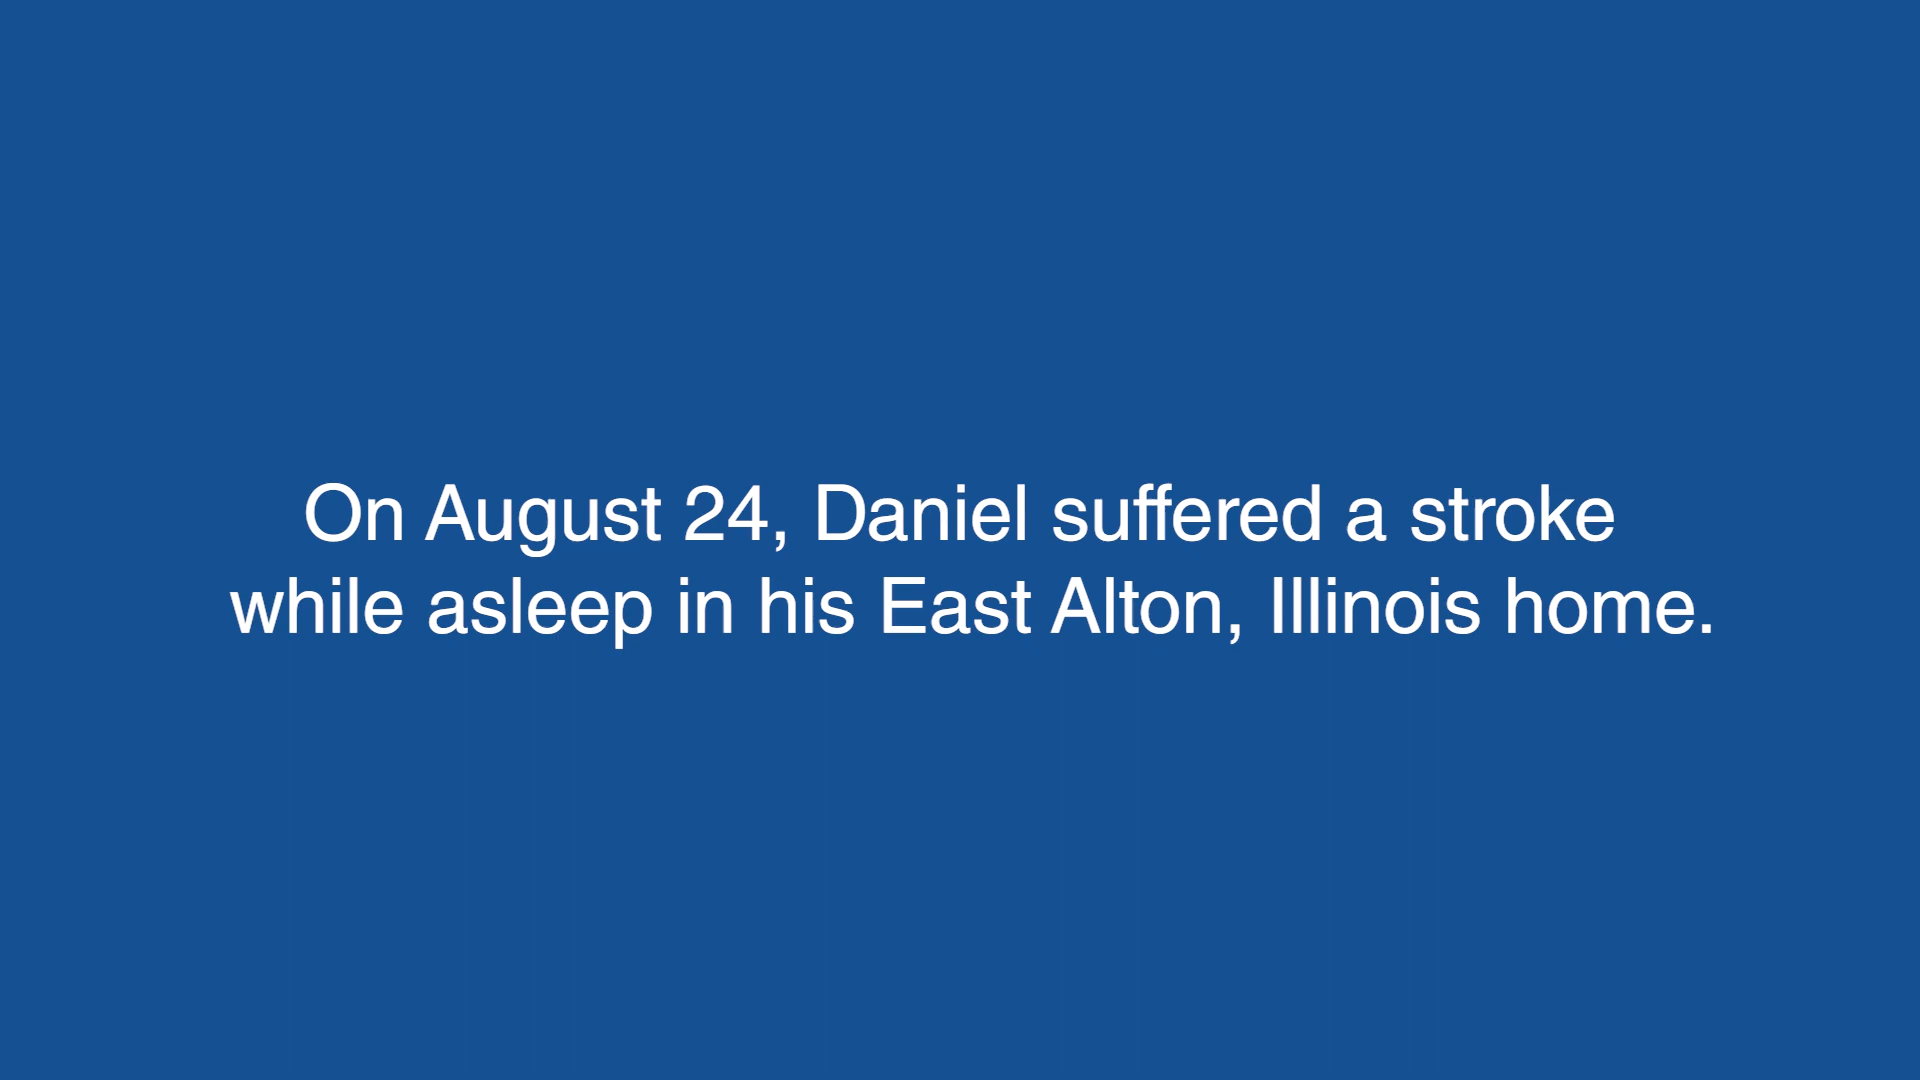 On August 24, Daniel suffered a stroke
while asleep in his East Alton, Illinois home.